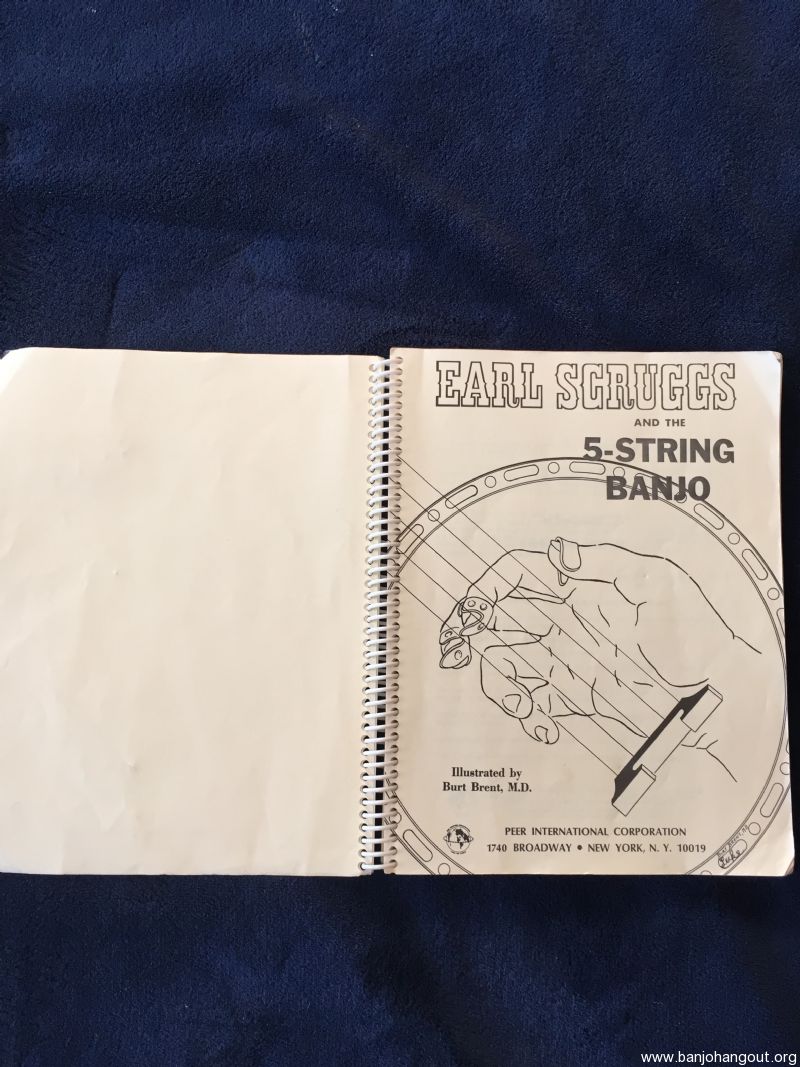 EARL SCRUGGS
AND THE
5-STRING
BANJO
Illustrated by
Burt Brent, M.D.
PEER INTERNATIONAL CORPORATION
1740 BROADWAY • NEW YORK, N. Y. 10019
www.banjohangout.org